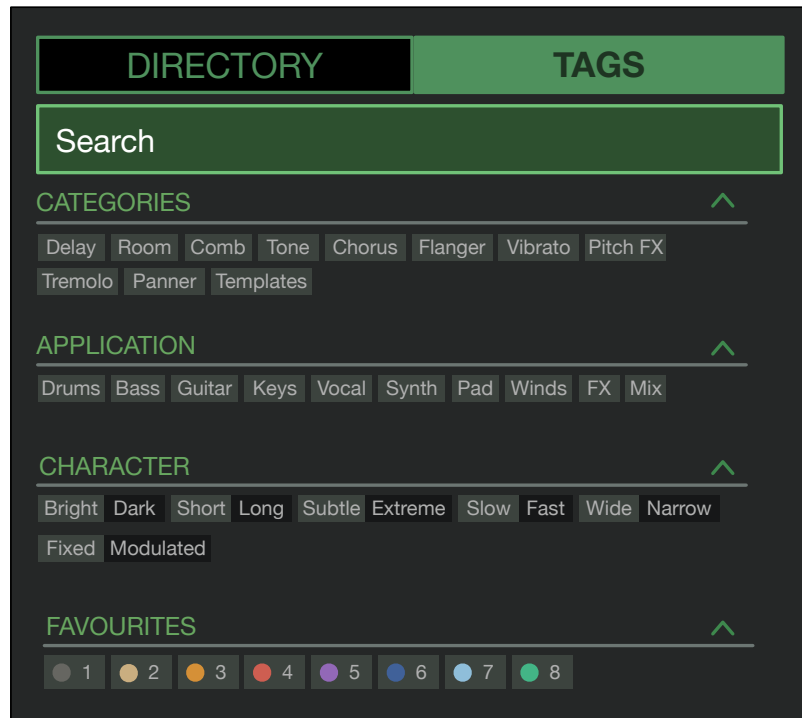 DIRECTORY TAGS
Search
CATEGORIES
Delay Room Comb Tone Chorus Flanger Vibrato Pitch FX
Tremolo Panner Templates
APPLICATION
Drums Bass Guitar Keys Vocal Synth Pad Winds FX Mix
CHARACTER
Bright Dark Short Long Subtle Extreme Slow Fast Wide Narrow
Fixed Modulated
FAVOURITES
1 2 3 4 5 6 7 8